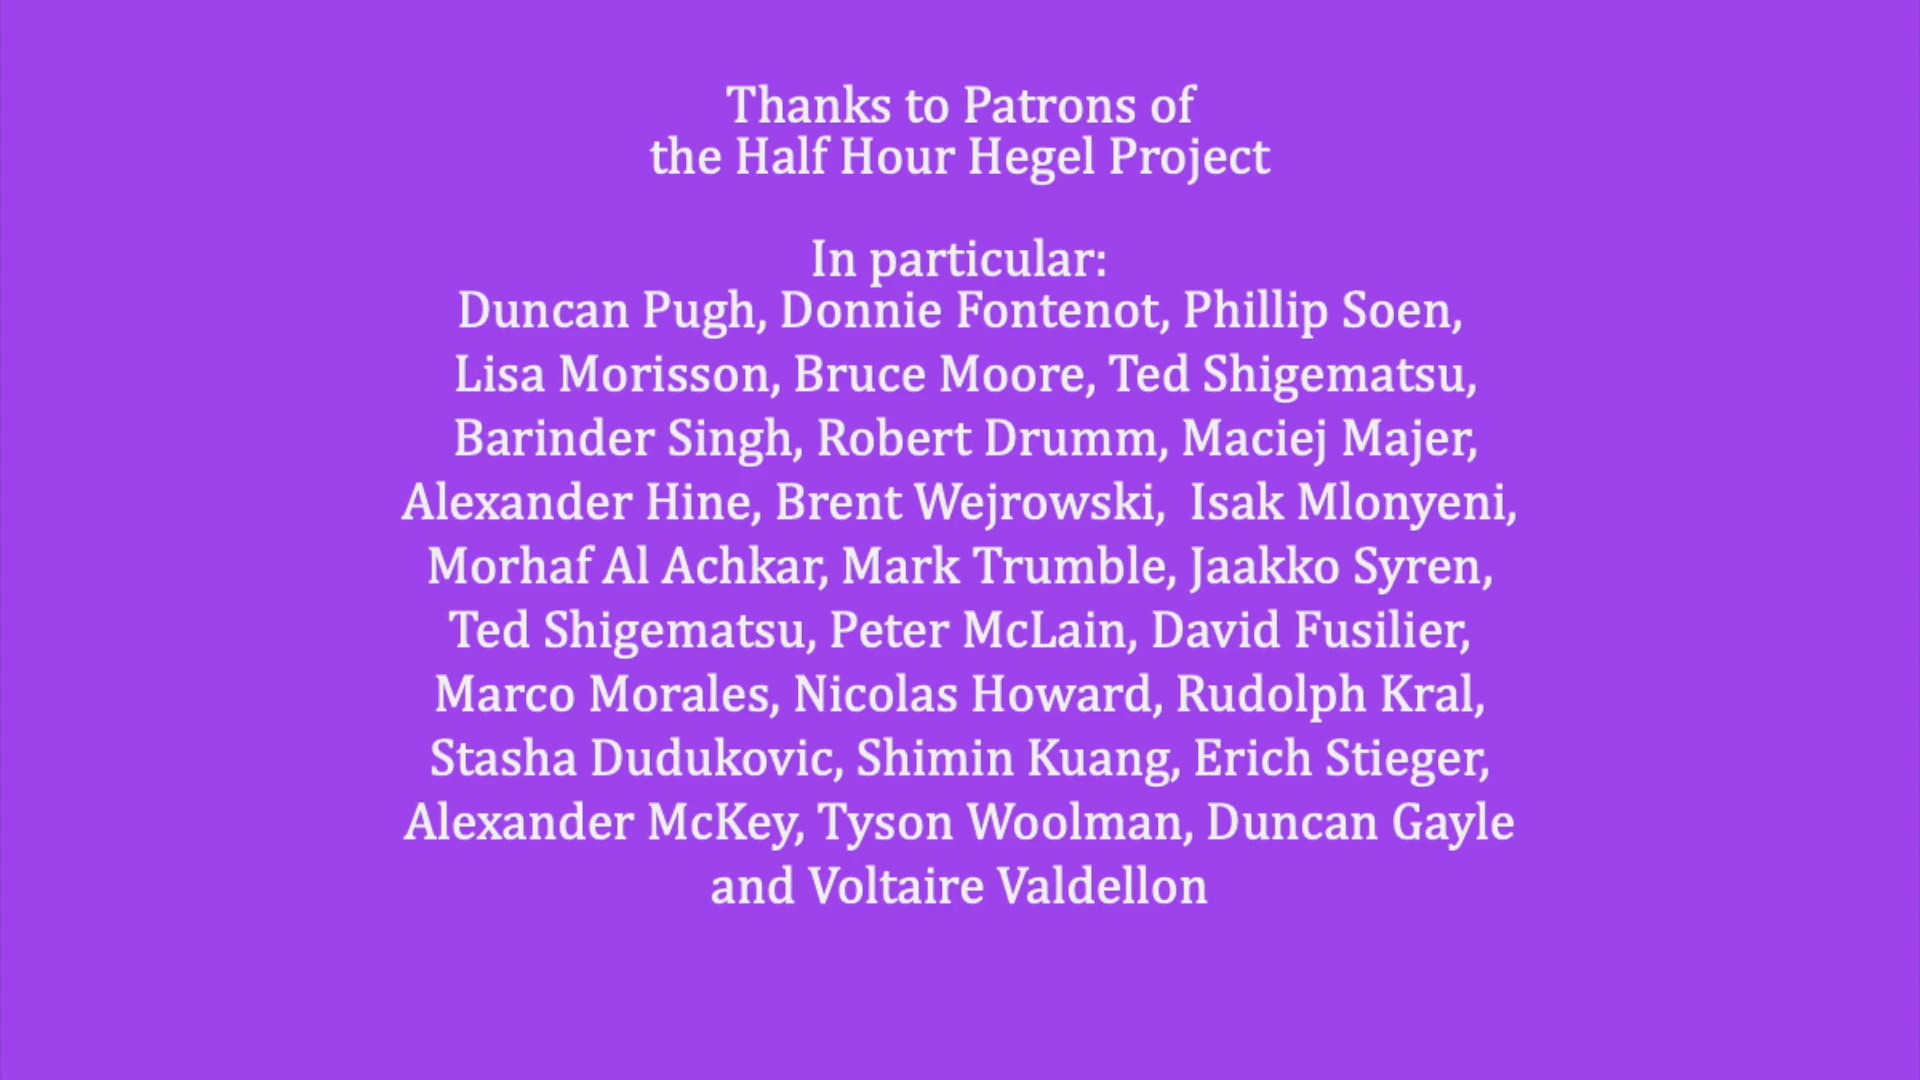 Thanks to Patrons of
the Half Hour Hegel Project
In particular:
Duncan Pugh, Donnie Fontenot, Phillip Soen,
Lisa Morisson, Bruce Moore, Ted Shigematsu,
Barinder Singh, Robert Drumm, Maciej Majer,
Alexander Hine, Brent Wejrowski,  Isak Mlonyeni,
Morhaf Al Achkar, Mark Trumble, Jaakko Syren,
Ted Shigematsu, Peter McLain, David Fusilier,
Marco Morales, Nicolas Howard, Rudolph Kral,
Stasha Dudukovic, Shimin Kuang, Erich Stieger,
Alexander McKey, Tyson Woolman, Duncan Gayle
and Voltaire Valdellon